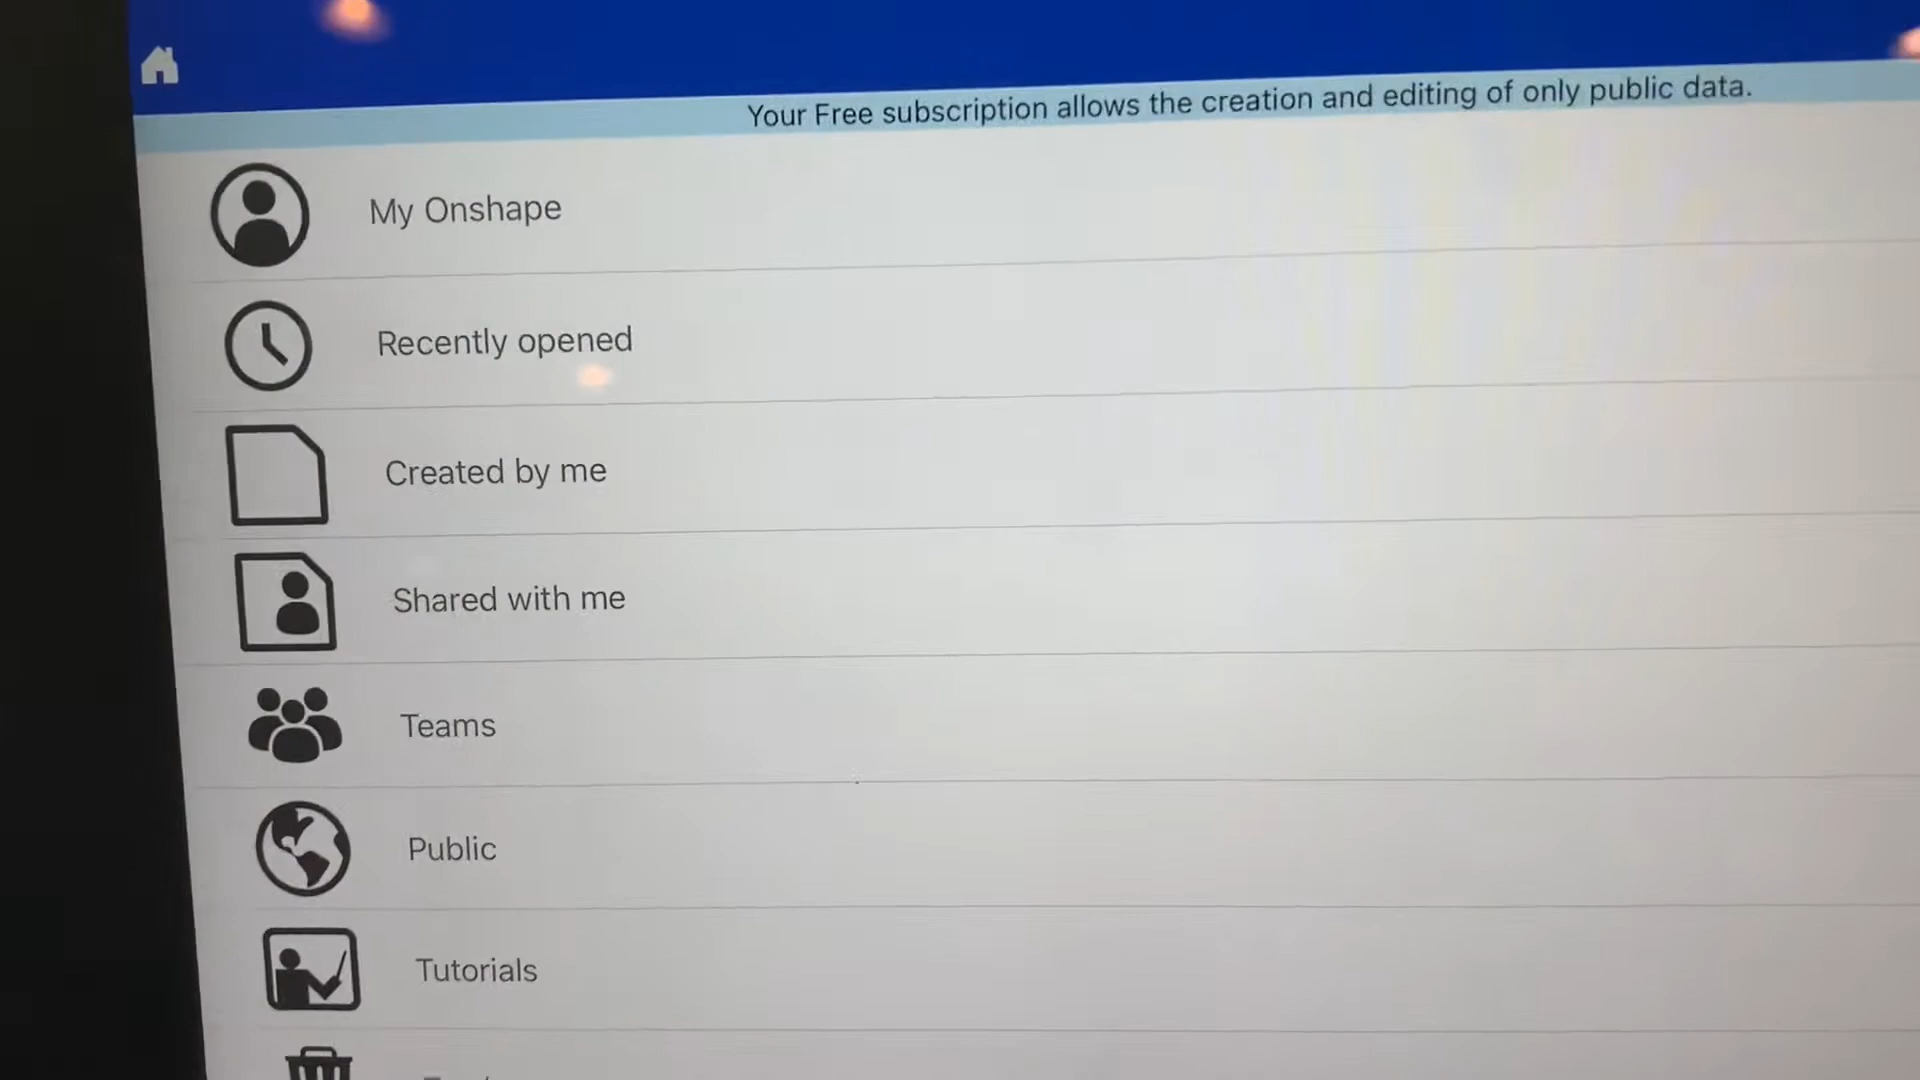 Your Free subscription allows the creation and editing of only public data.
My Onshape
Recently opened
Created by me
Shared with me
Teams
Public
Tutorials